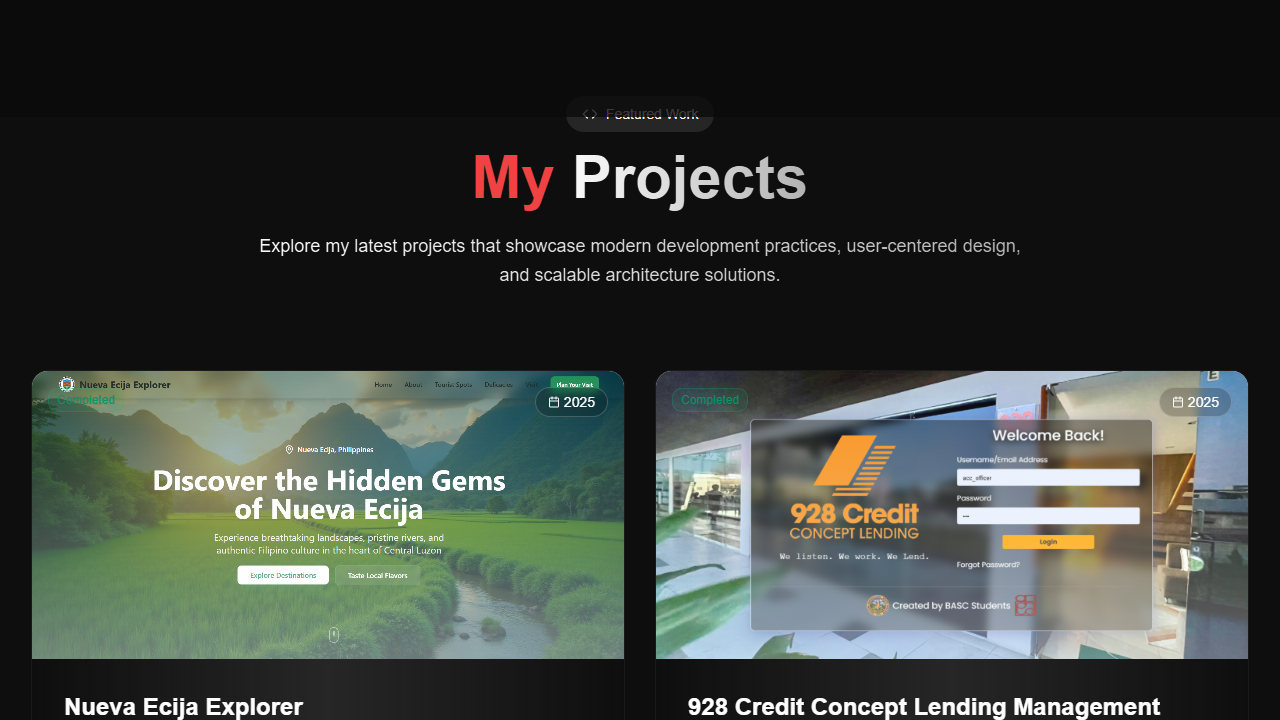 Featured Work
My Projects
Explore my latest projects that showcase modern development practices, user-centered design,
and scalable architecture solutions.
Nueva Ecija Explorer
Home About Tourist Spots Delicacies Visit Plan Your Visit
Completed
2025
Nueva Ecija, Philippines
Discover the Hidden Gems
of Nueva Ecija
Experience breathtaking landscapes, pristine rivers, and
authentic Filipino culture in the heart of Central Luzon
Explore Destinations Taste Local Flavors
Nueva Ecija Explorer
Completed
2025
Welcome Back!
Username/Email Address
acc_officer
Password
Login
Forgot Password?
928 Credit
CONCEPT LENDING
We listen. We work. We Lend.
Created by BASC Students
928 Credit Concept Lending Management